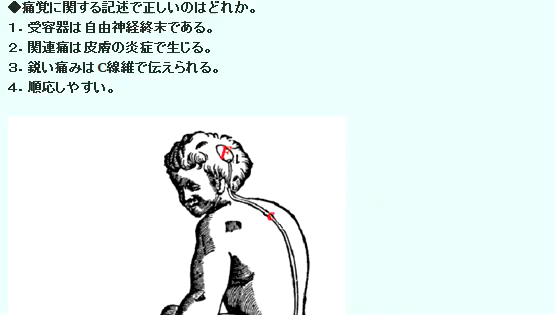 ◆痛覚に関する記述で正しいのはどれか。
1. 受容器は自由神経終末である。
2. 関連痛は皮膚の炎症で生じる。
3. 鋭い痛みはC線維で伝えられる。
4. 順応しやすい。
F
c